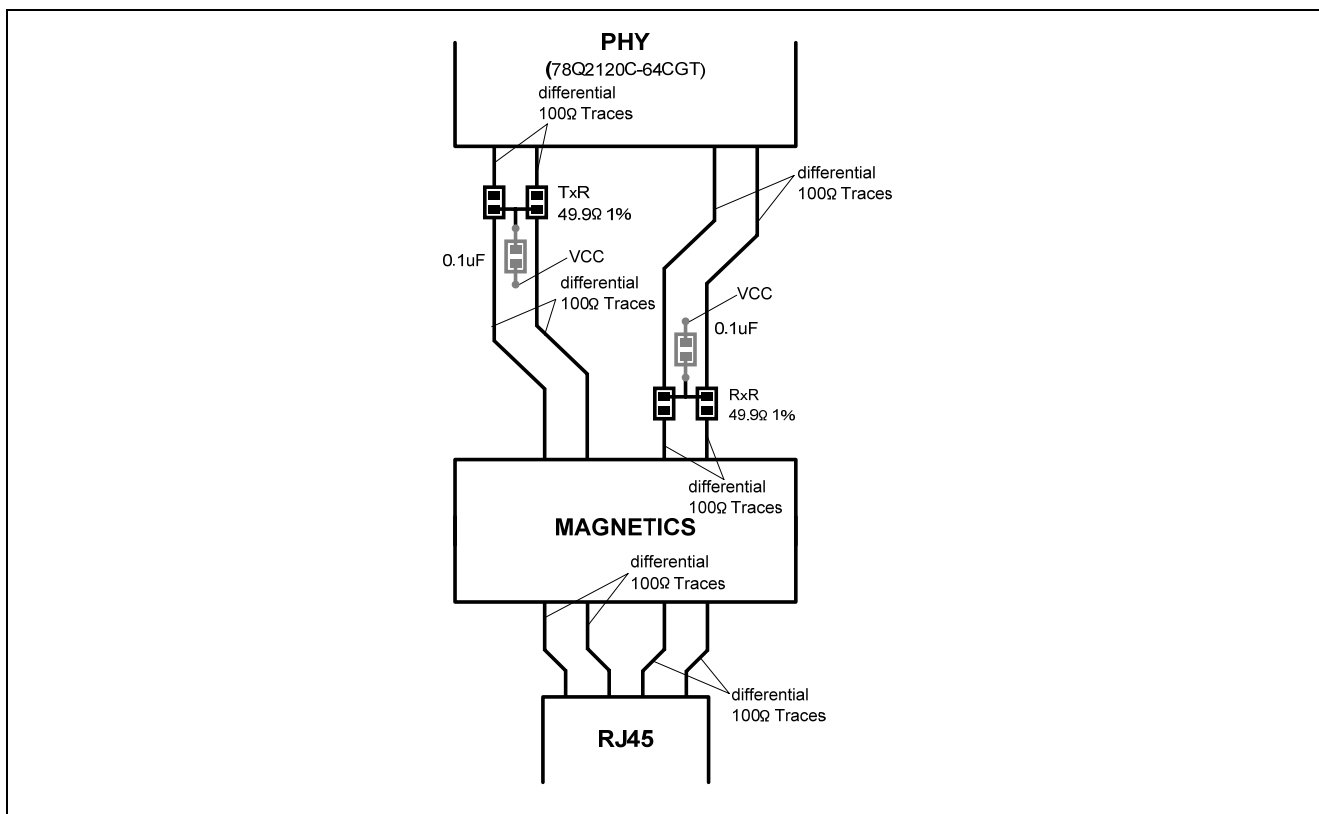 PHY
(78Q2120C-64CGT)
differential
100Ω Traces
differential
100Ω Traces
TxR
49.9Ω 1%
0.1uF
VCC
differential
100Ω Traces
VCC
0.1uF
RxR
49.9Ω 1%
differential
100Ω Traces
MAGNETICS
differential
100Ω Traces
differential
100Ω Traces
RJ45